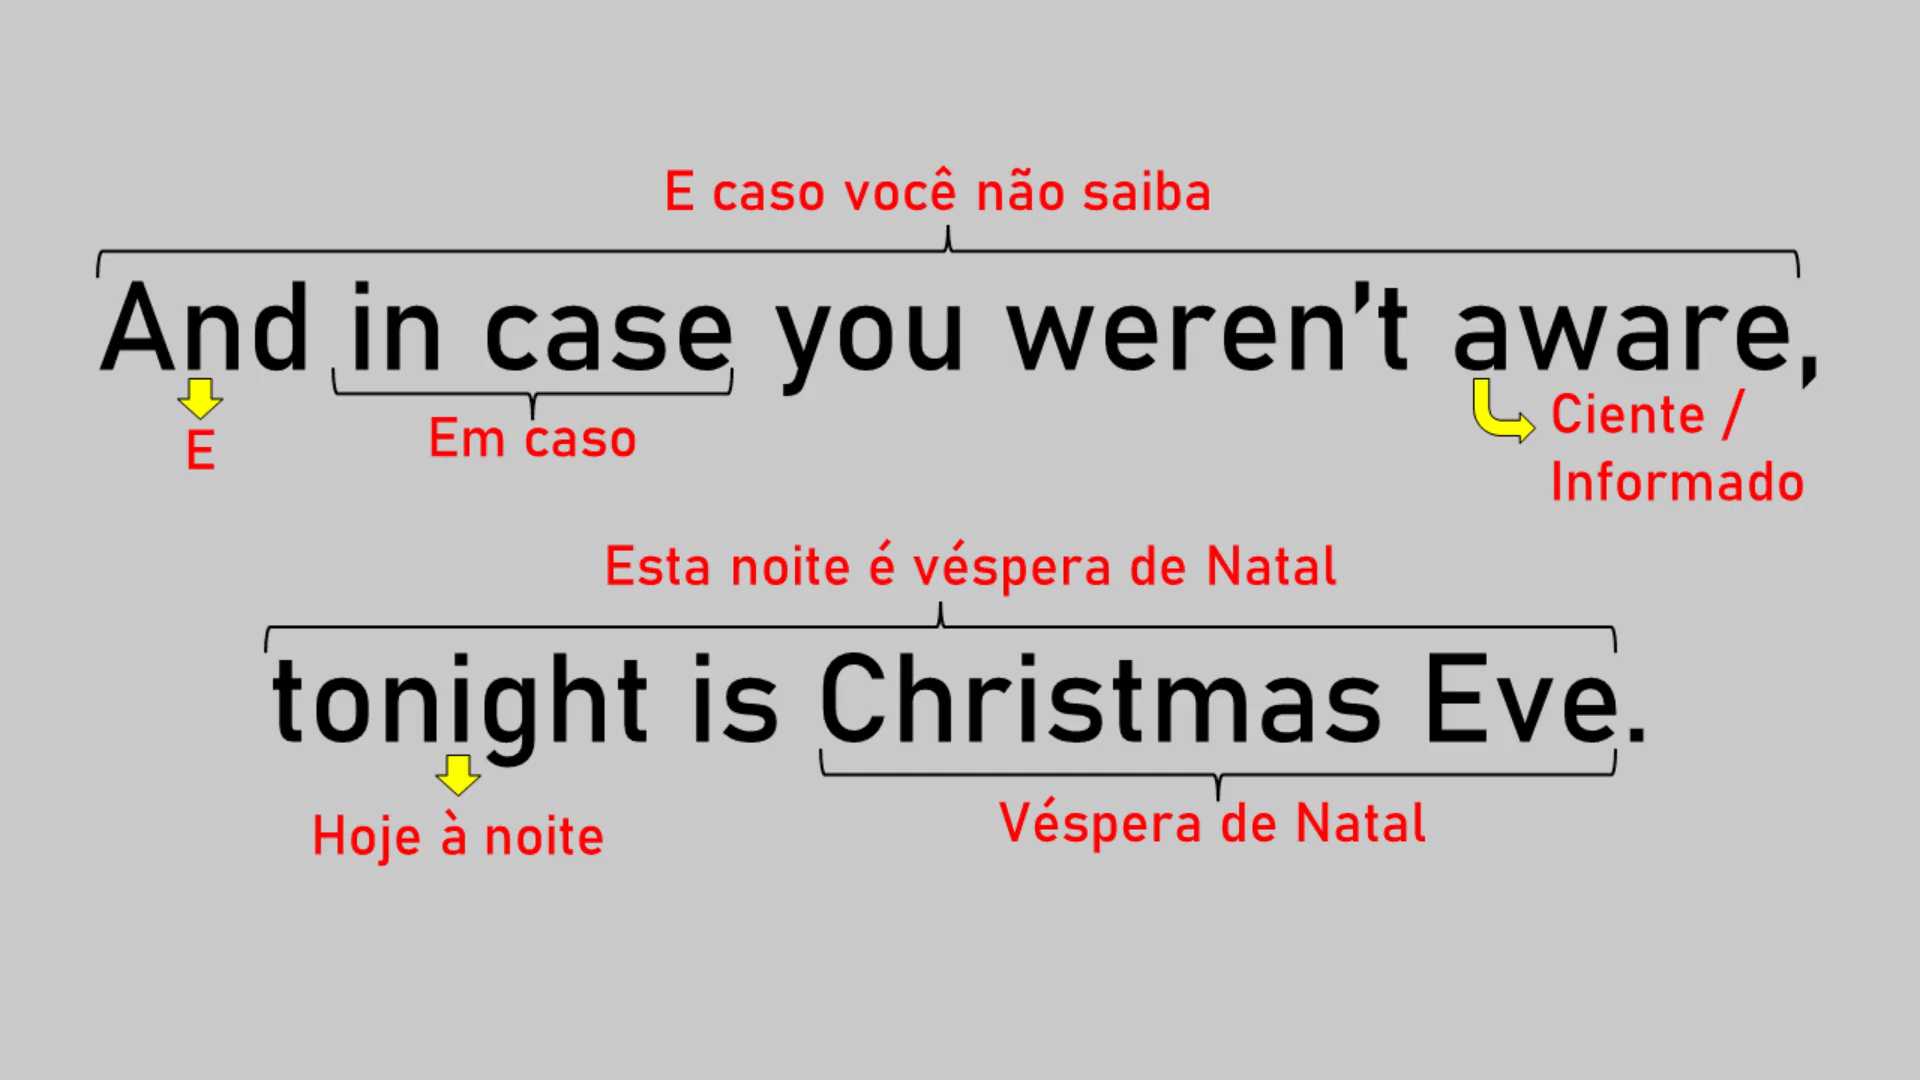 E caso você não saiba
And in case you weren't aware,
E
Em caso
Ciente /
Informado
Esta noite é véspera de Natal
tonight is Christmas Eve.
Hoje à noite
Véspera de Natal